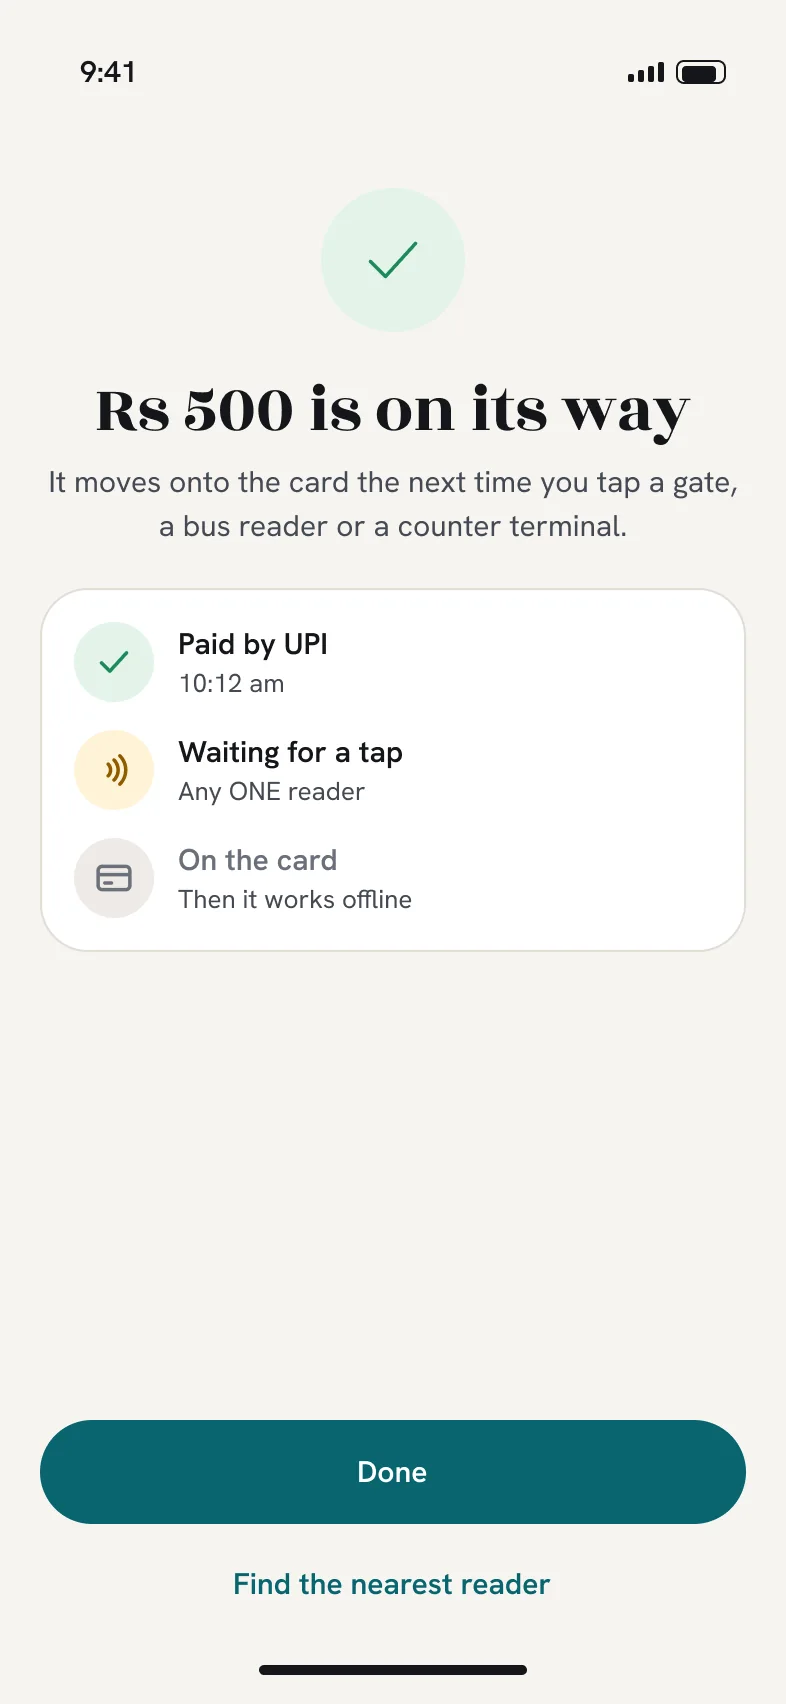 9:41
Rs 500 is on its way
It moves onto the card the next time you tap a gate,
a bus reader or a counter terminal.
Paid by UPI
10:12 am
Waiting for a tap
Any ONE reader
On the card
Then it works offline
Done
Find the nearest reader